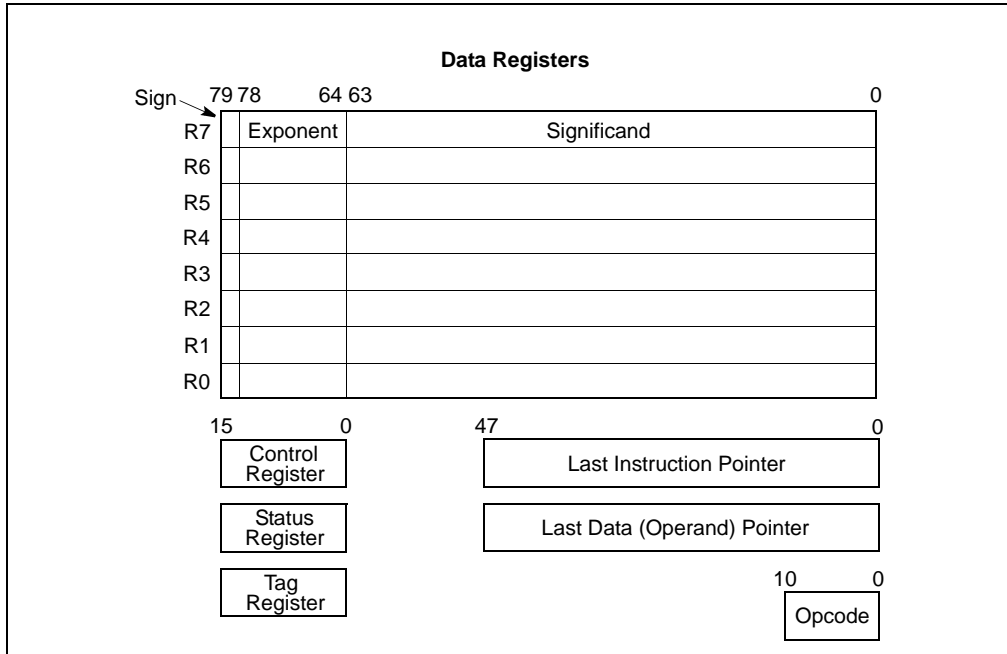 Data Registers
Sign 79 78 64 63 0
R7 Exponent Significand
R6
R5
R4
R3
R2
R1
R0
15 0 47 0
Control
Register
Last Instruction Pointer
Status
Register
Last Data (Operand) Pointer
Tag
Register
10 0
Opcode